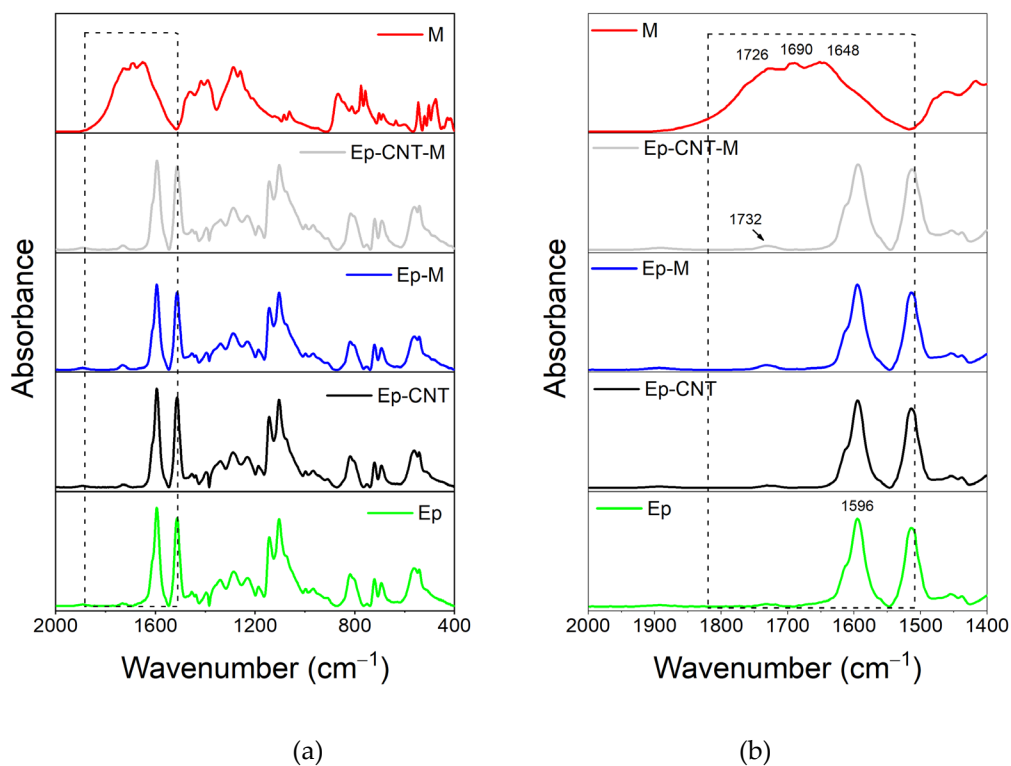 M
Ep-CNT-M
Ep-M
Ep-CNT
Ep
Absorbance
2000 1600 1200 800 400
Wavenumber (cm⁻¹)
(a)
M
1726 1690 1648
Ep-CNT-M
1732
Ep-M
Ep-CNT
Ep
1596
Absorbance
2000 1900 1800 1700 1600 1500 1400
Wavenumber (cm⁻¹)
(b)